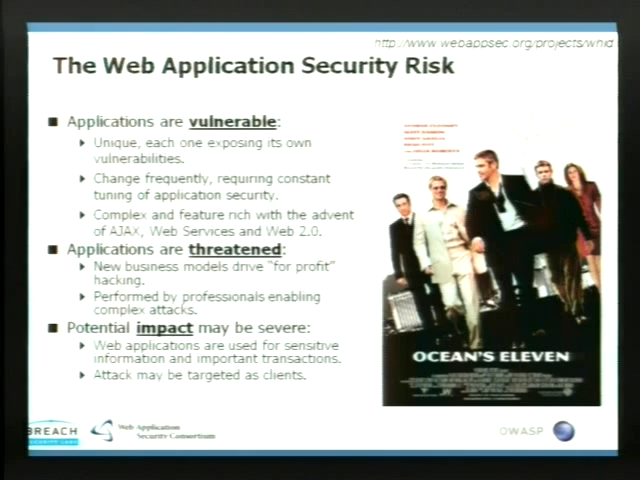 http://www.webappsec.org/projects/whid
The Web Application Security Risk
Applications are vulnerable:
Unique, each one exposing its own
vulnerabilities.
Change frequently, requiring constant
tuning of application security.
Complex and feature rich with the advent
of AJAX, Web Services and Web 2.0.
Applications are threatened:
New business models drive "for profit"
hacking.
Performed by professionals enabling
complex attacks.
Potential impact may be severe:
Web applications are used for sensitive
information and important transactions.
Attack may be targeted as clients.
OCEAN'S ELEVEN
BREACH
SECURITY LABS
Web Application
Security Consortium
OWASP